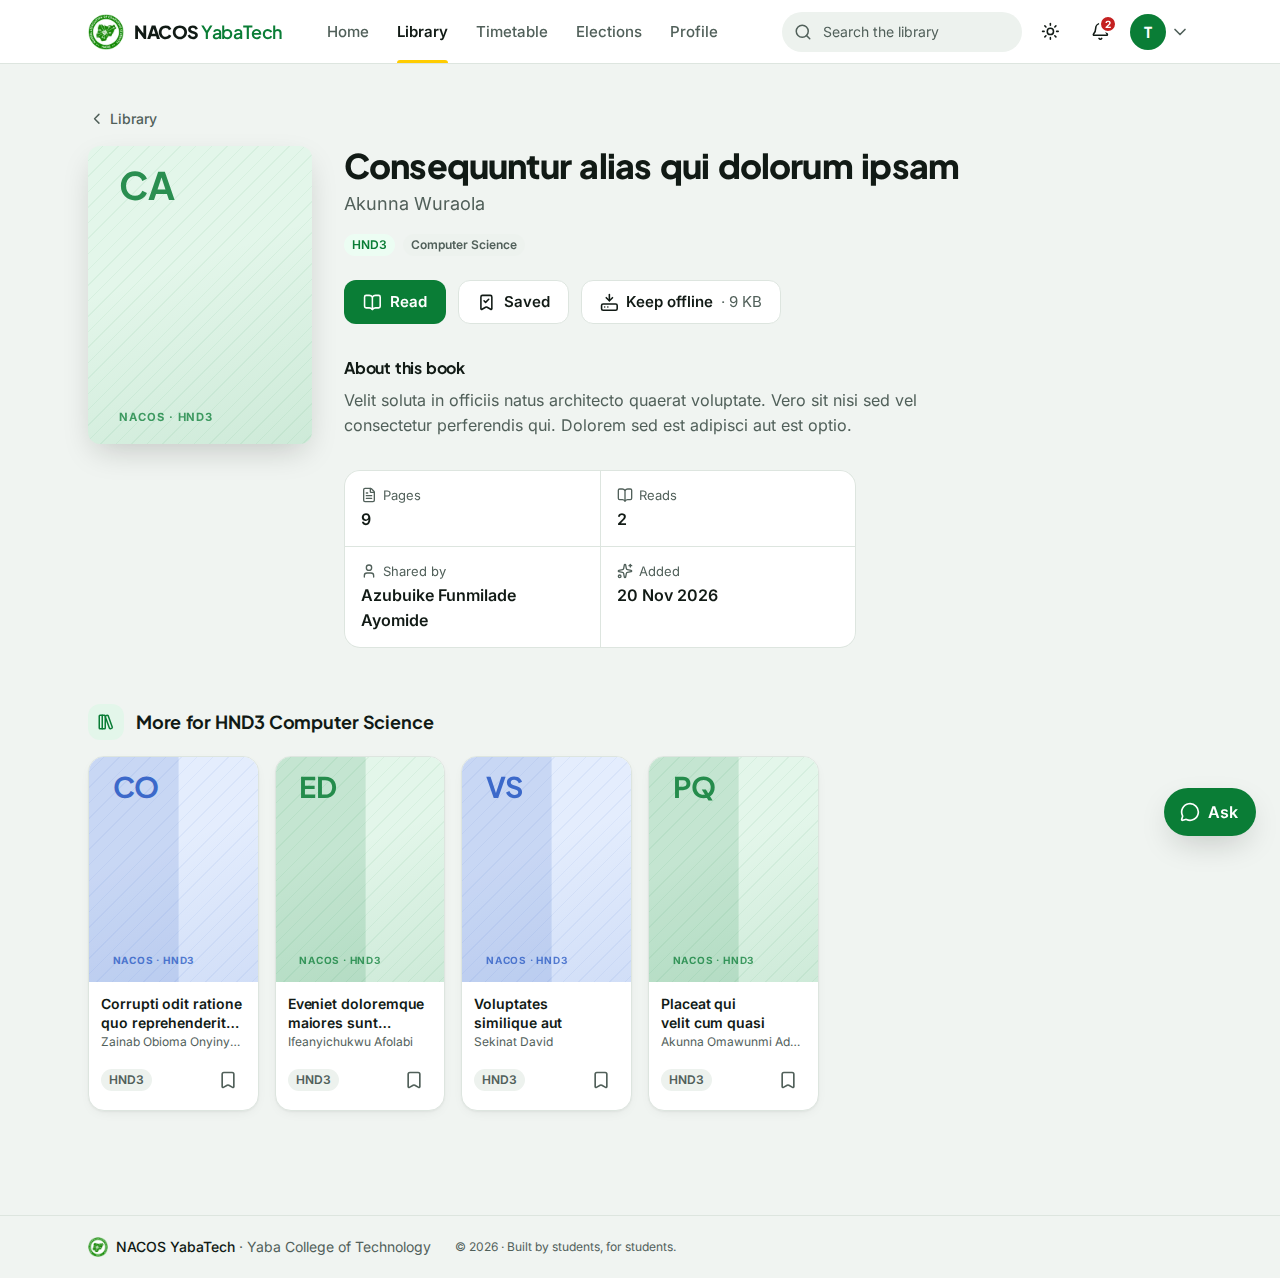 NACOS YabaTech
Home
Library
Timetable
Elections
Profile
Search the library
2
T
Library
CA
NACOS · HND3
Consequuntur alias qui dolorum ipsam
Akunna Wuraola
HND3
Computer Science
Read
Saved
Keep offline · 9 KB
About this book
Velit soluta in officiis natus architecto quaerat voluptate. Vero sit nisi sed vel
consectetur perferendis qui. Dolorem sed est adipisci aut est optio.
Pages
9
Reads
2
Shared by
Azubuike Funmilade
Ayomide
Added
20 Nov 2026
More for HND3 Computer Science
CO
NACOS · HND3
Corrupti odit ratione
quo reprehenderit...
Zainab Obioma Onyiny...
HND3
ED
NACOS · HND3
Eveniet doloremque
maiores sunt...
Ifeanyichukwu Afolabi
HND3
VS
NACOS · HND3
Voluptates
similique aut
Sekinat David
HND3
PQ
NACOS · HND3
Placeat qui
velit cum quasi
Akunna Omawunmi Ad...
HND3
Ask
NACOS YabaTech · Yaba College of Technology
© 2026 · Built by students, for students.